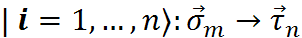 | i = 1, … , n⟩: σ⃗ₘ → τ⃗ₙ